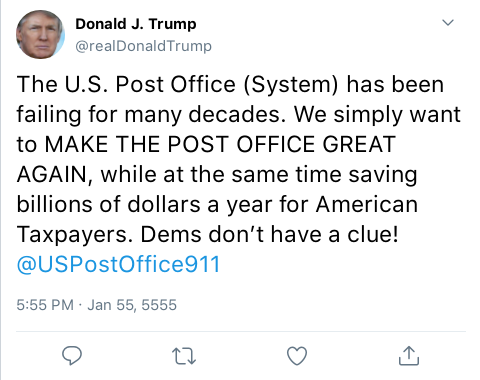 Donald J. Trump
@realDonaldTrump
The U.S. Post Office (System) has been
failing for many decades. We simply want
to MAKE THE POST OFFICE GREAT
AGAIN, while at the same time saving
billions of dollars a year for American
Taxpayers. Dems don’t have a clue!
@USPostOffice911
5:55 PM · Jan 55, 5555